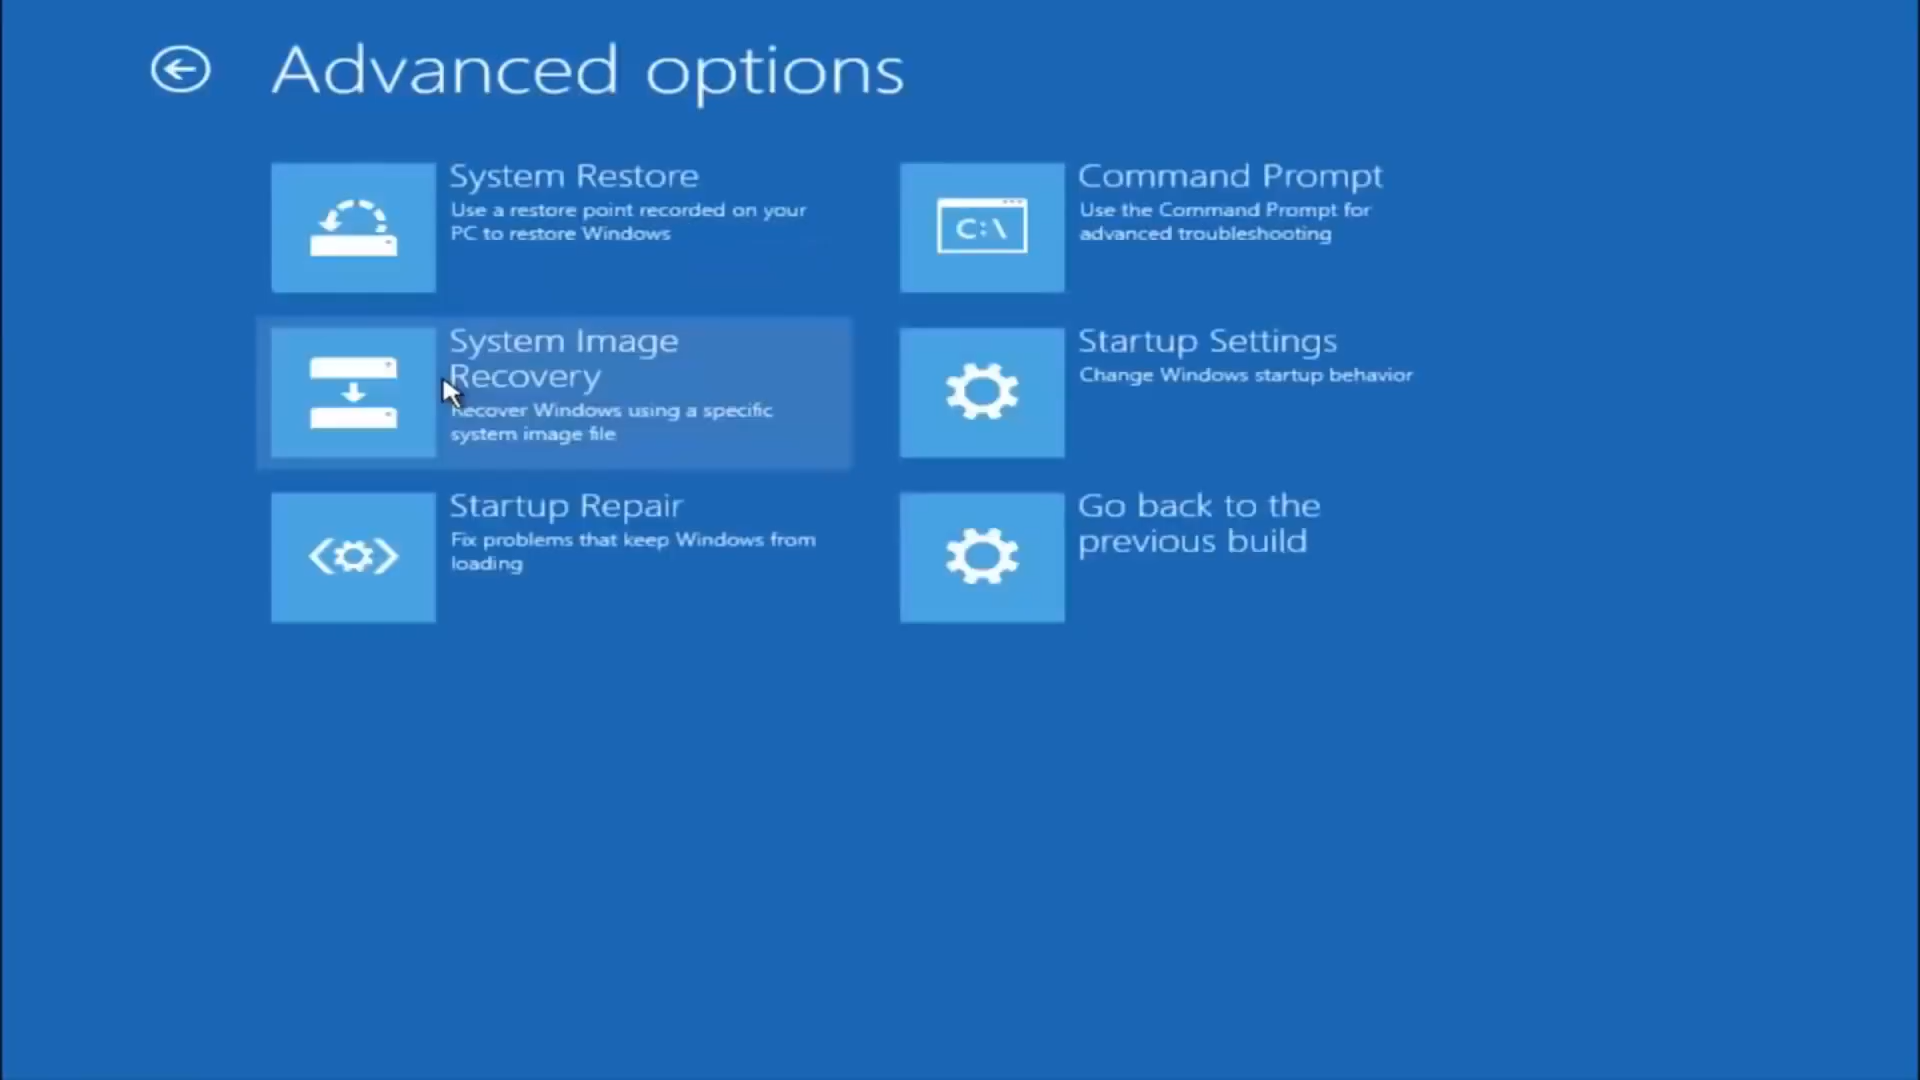 Advanced options
System Restore
Use a restore point recorded on your
PC to restore Windows
System Image
Recovery
Recover Windows using a specific
system image file
Startup Repair
Fix problems that keep Windows from
loading
Command Prompt
Use the Command Prompt for
advanced troubleshooting
C:\
Startup Settings
Change Windows startup behavior
Go back to the
previous build